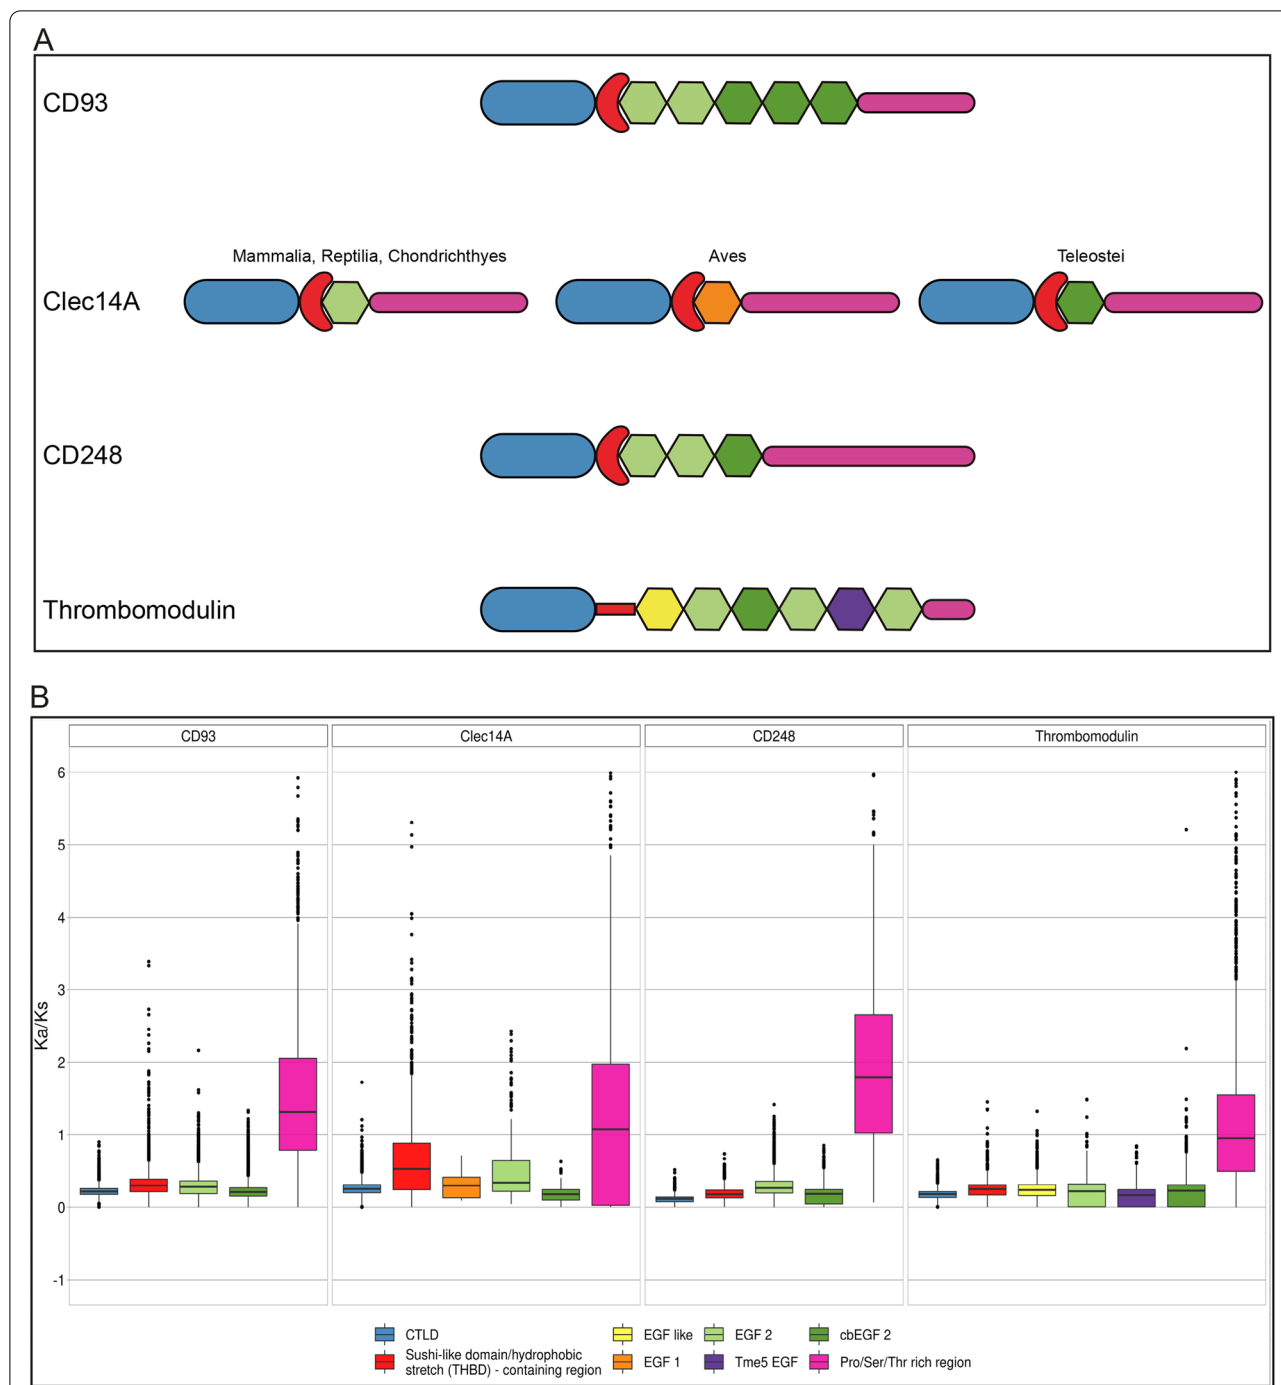 A
CD93
Mammalia, Reptilia, Chondrichthyes
Aves
Teleostei
Clec14A
CD248
Thrombomodulin
B
CD93
Clec14A
CD248
Thrombomodulin
6
5
4
3
2
1
0
-1
Ka/Ks
CTLD
EGF like
EGF 2
cbEGF 2
Sushi-like domain/hydrophobic
stretch (THBD) - containing region
EGF 1
Tme5 EGF
Pro/Ser/Thr rich region